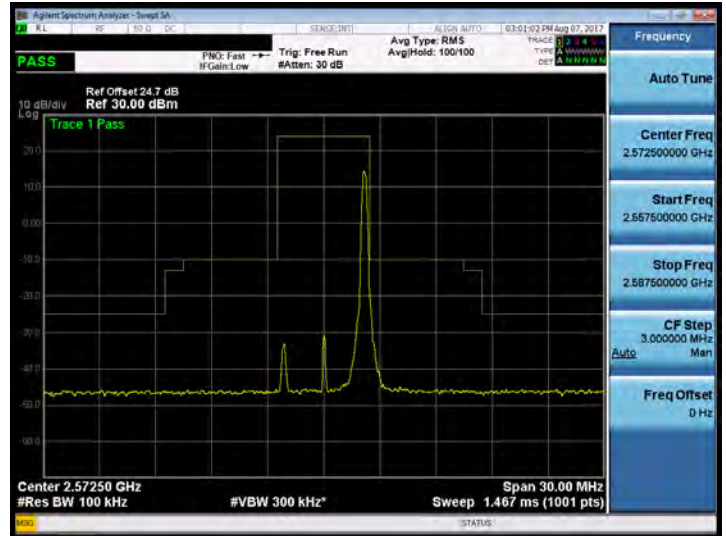 Agilent Spectrum Analyzer - Swept SA
RL RF 50 Ω DC SENSE:INT ALIGN AUTO 03:01:02 PM Aug 07, 2017
PASS
PNO: Fast
IFGain:Low
Trig: Free Run
#Atten: 30 dB
Avg Type: RMS
Avg|Hold: 100/100
TRACE 1 2 3 4 5 6
TYPE A
DET A N N N N N
Ref Offset 24.7 dB
10 dB/div Ref 30.00 dBm
Log
Trace 1 Pass
20.0
10.0
0.00
-10.0
-20.0
-30.0
-40.0
-50.0
-60.0
Center 2.57250 GHz Span 30.00 MHz
#Res BW 100 kHz #VBW 300 kHz* Sweep 1.467 ms (1001 pts)
MSG STATUS
Frequency
Auto Tune
Center Freq
2.572500000 GHz
Start Freq
2.557500000 GHz
Stop Freq
2.587500000 GHz
CF Step
3.000000 MHz
Auto Man
Freq Offset
0 Hz